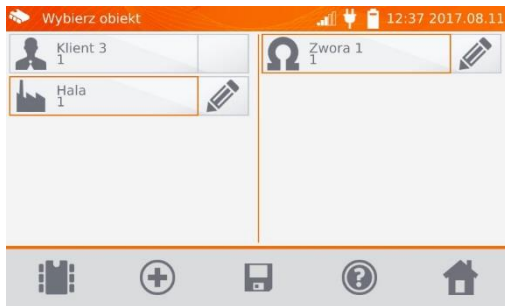 Wybierz obiekt
12:37 2017.08.11
Klient 3
1
Hala
1
Zwora 1
1